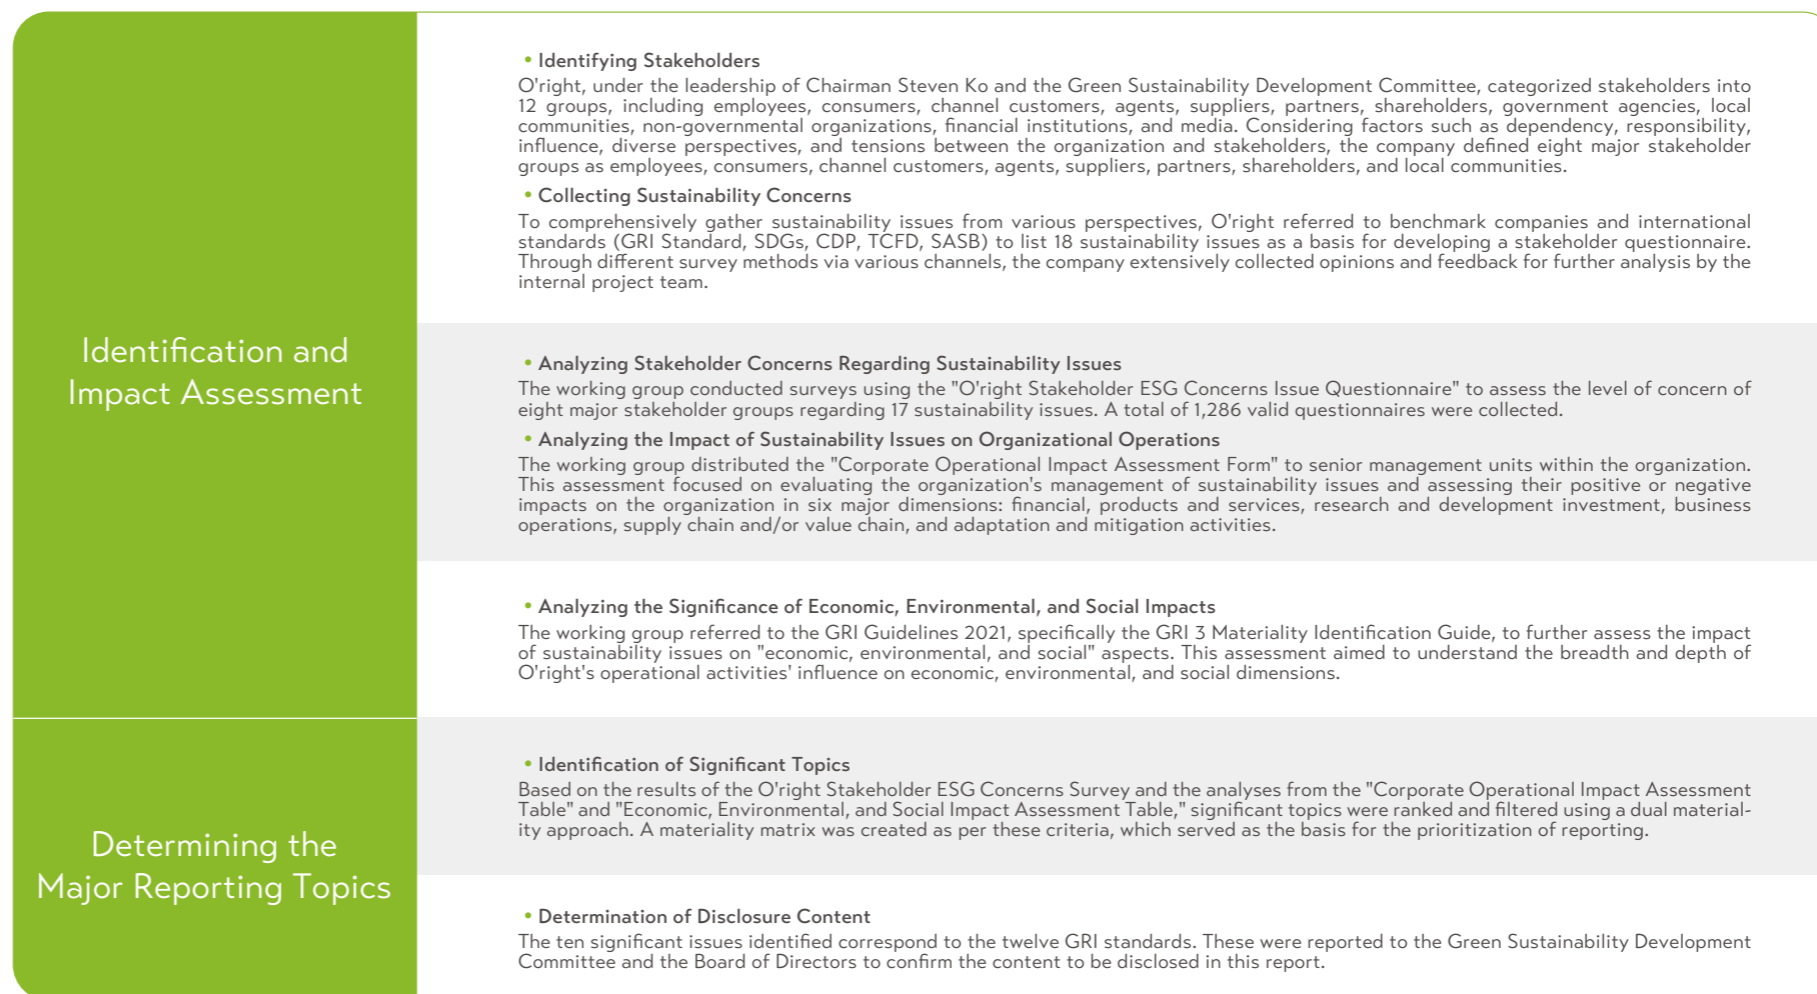 Identification and
Impact Assessment
• Identifying Stakeholders
O'right, under the leadership of Chairman Steven Ko and the Green Sustainability Development Committee, categorized stakeholders into
12 groups, including employees, consumers, channel customers, agents, suppliers, partners, shareholders, government agencies, local
communities, non-governmental organizations, financial institutions, and media. Considering factors such as dependency, responsibility,
influence, diverse perspectives, and tensions between the organization and stakeholders, the company defined eight major stakeholder
groups as employees, consumers, channel customers, agents, suppliers, partners, shareholders, and local communities.
• Collecting Sustainability Concerns
To comprehensively gather sustainability issues from various perspectives, O'right referred to benchmark companies and international
standards (GRI Standard, SDGs, CDP, TCFD, SASB) to list 18 sustainability issues as a basis for developing a stakeholder questionnaire.
Through different survey methods via various channels, the company extensively collected opinions and feedback for further analysis by the
internal project team.
• Analyzing Stakeholder Concerns Regarding Sustainability Issues
The working group conducted surveys using the "O'right Stakeholder ESG Concerns Issue Questionnaire" to assess the level of concern of
eight major stakeholder groups regarding 17 sustainability issues. A total of 1,286 valid questionnaires were collected.
• Analyzing the Impact of Sustainability Issues on Organizational Operations
The working group distributed the "Corporate Operational Impact Assessment Form" to senior management units within the organization.
This assessment focused on evaluating the organization's management of sustainability issues and assessing their positive or negative
impacts on the organization in six major dimensions: financial, products and services, research and development investment, business
operations, supply chain and/or value chain, and adaptation and mitigation activities.
• Analyzing the Significance of Economic, Environmental, and Social Impacts
The working group referred to the GRI Guidelines 2021, specifically the GRI 3 Materiality Identification Guide, to further assess the impact
of sustainability issues on "economic, environmental, and social" aspects. This assessment aimed to understand the breadth and depth of
O'right's operational activities' influence on economic, environmental, and social dimensions.
Determining the
Major Reporting Topics
• Identification of Significant Topics
Based on the results of the O'right Stakeholder ESG Concerns Survey and the analyses from the "Corporate Operational Impact Assessment
Table" and "Economic, Environmental, and Social Impact Assessment Table," significant topics were ranked and filtered using a dual material-
ity approach. A materiality matrix was created as per these criteria, which served as the basis for the prioritization of reporting.
• Determination of Disclosure Content
The ten significant issues identified correspond to the twelve GRI standards. These were reported to the Green Sustainability Development
Committee and the Board of Directors to confirm the content to be disclosed in this report.